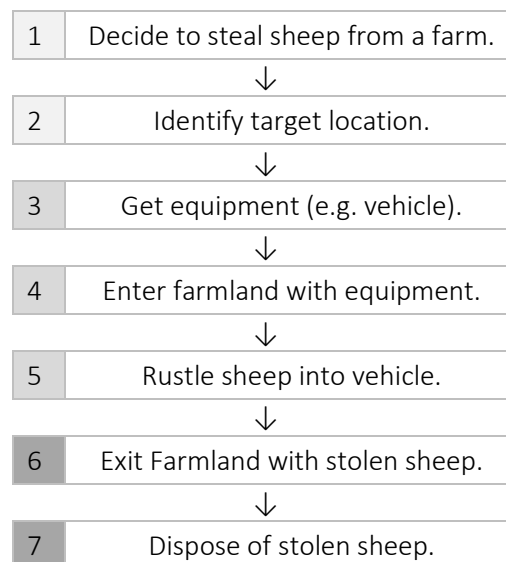 1 Decide to steal sheep from a farm.
↓
2 Identify target location.
↓
3 Get equipment (e.g. vehicle).
↓
4 Enter farmland with equipment.
↓
5 Rustle sheep into vehicle.
↓
6 Exit Farmland with stolen sheep.
↓
7 Dispose of stolen sheep.